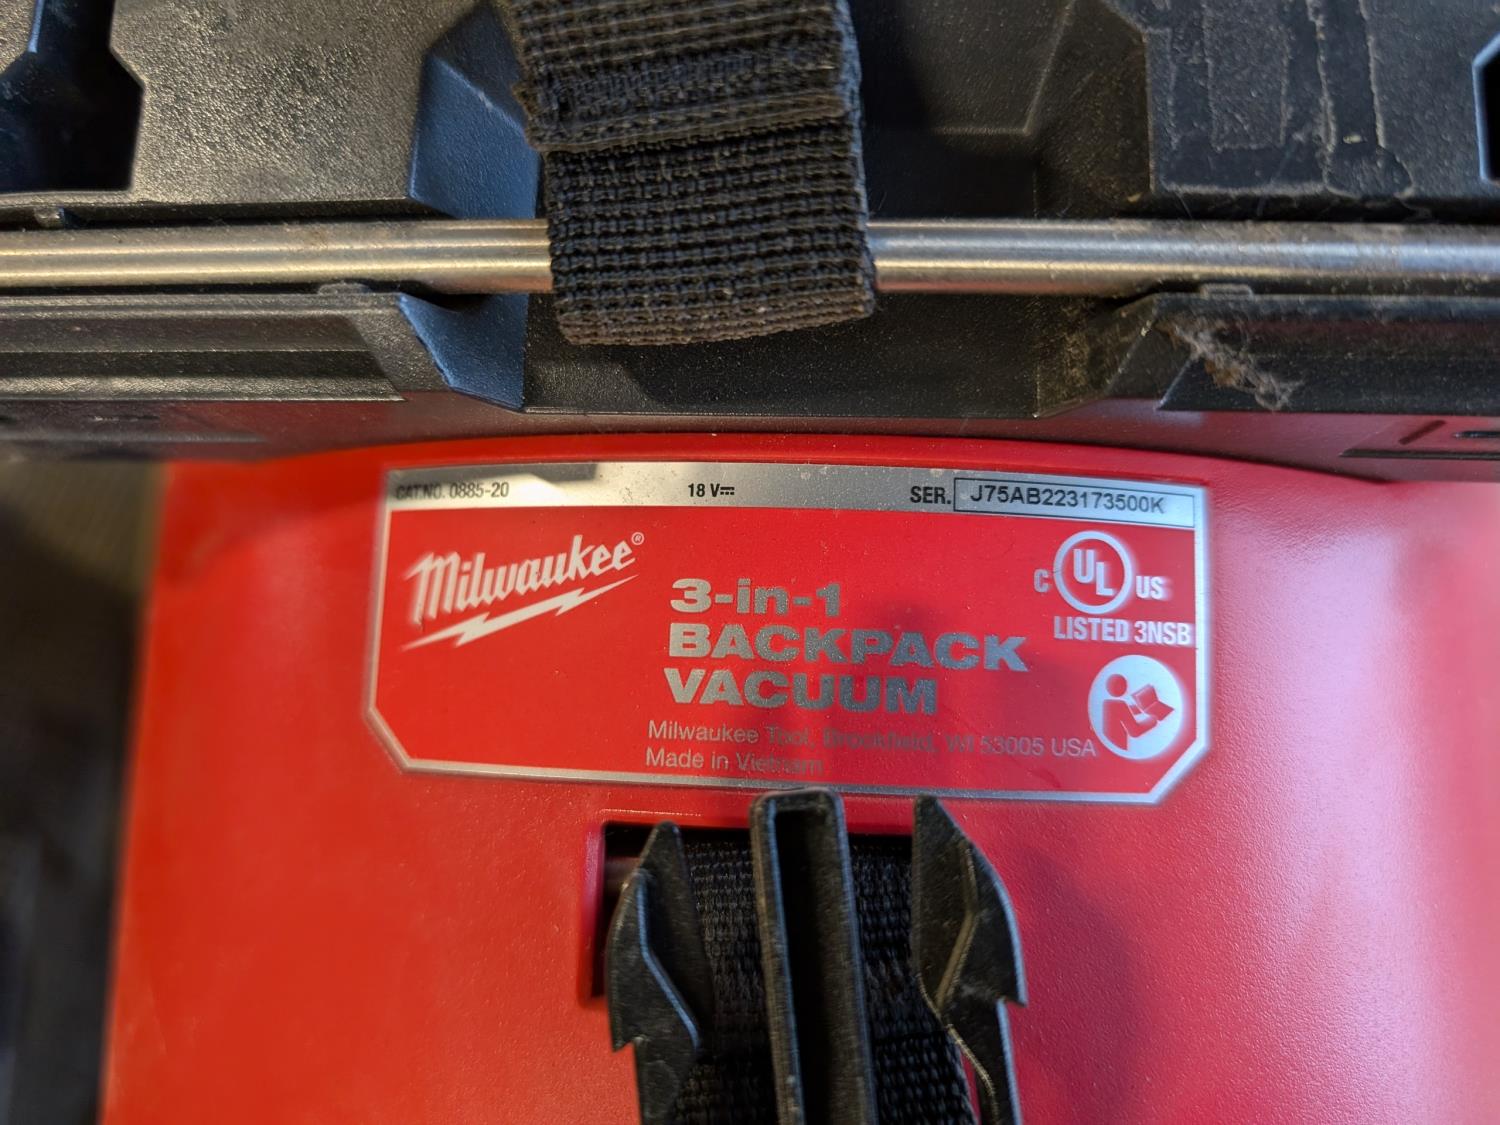 CAT.NO. 0885-20 18 V⎓ SER. J75AB223173500K
Milwaukee®
3-in-1
BACKPACK
VACUUM
Milwaukee Tool, Brookfield, WI 53005 USA
Made in Vietnam
C UL US
LISTED 3NSB